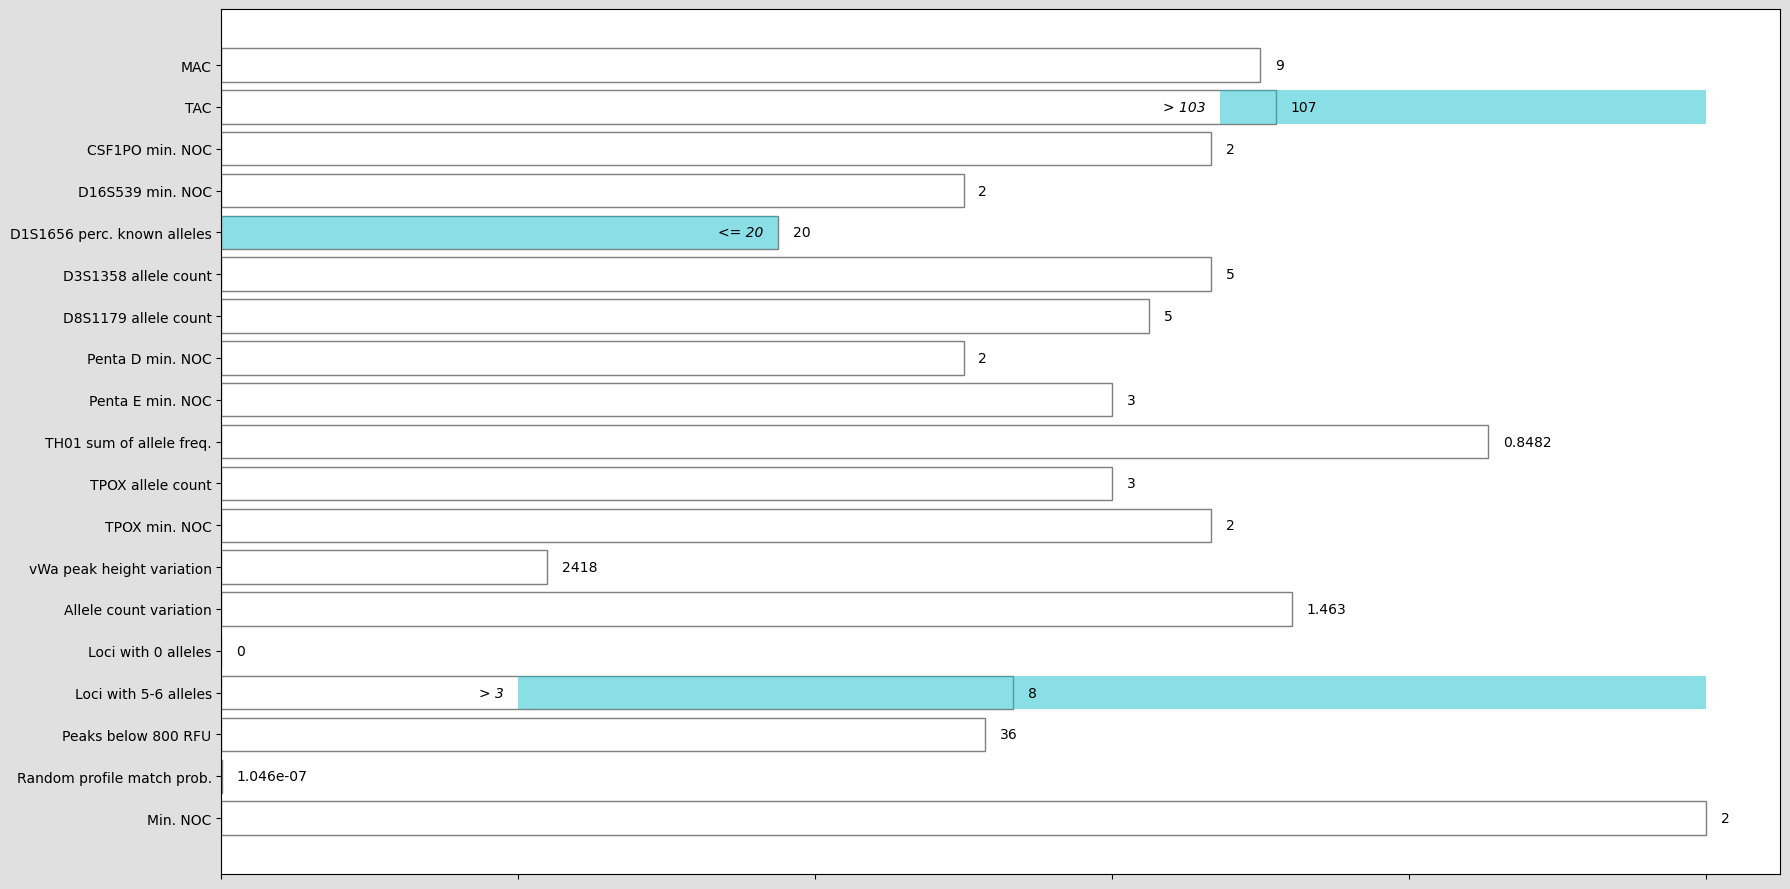 MAC 9
TAC > 103 107
CSF1PO min. NOC 2
D16S539 min. NOC 2
D1S1656 perc. known alleles <= 20 20
D3S1358 allele count 5
D8S1179 allele count 5
Penta D min. NOC 2
Penta E min. NOC 3
TH01 sum of allele freq. 0.8482
TPOX allele count 3
TPOX min. NOC 2
vWa peak height variation 2418
Allele count variation 1.463
Loci with 0 alleles 0
Loci with 5-6 alleles > 3 8
Peaks below 800 RFU 36
Random profile match prob. 1.046e-07
Min. NOC 2